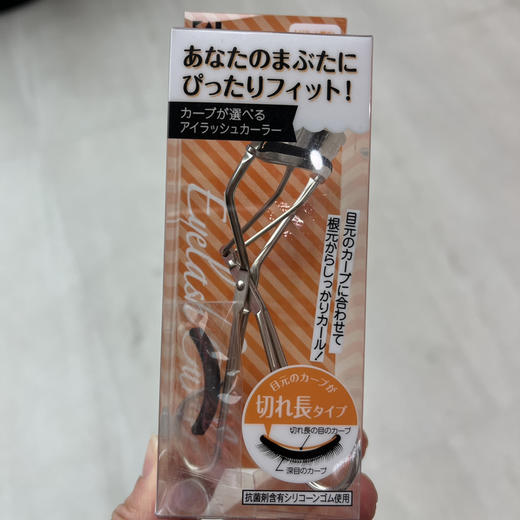 KAI
あなたのまぶたに
ぴったりフィット！
カーブが選べる
アイラッシュカーラー
目元のカーブに合わせて
根元からしっかりカール！
Eyelash
目元のカーブが
切れ長タイプ
切れ長の目のカーブ
深目のカーブ
抗菌剤含有シリコーンゴム使用